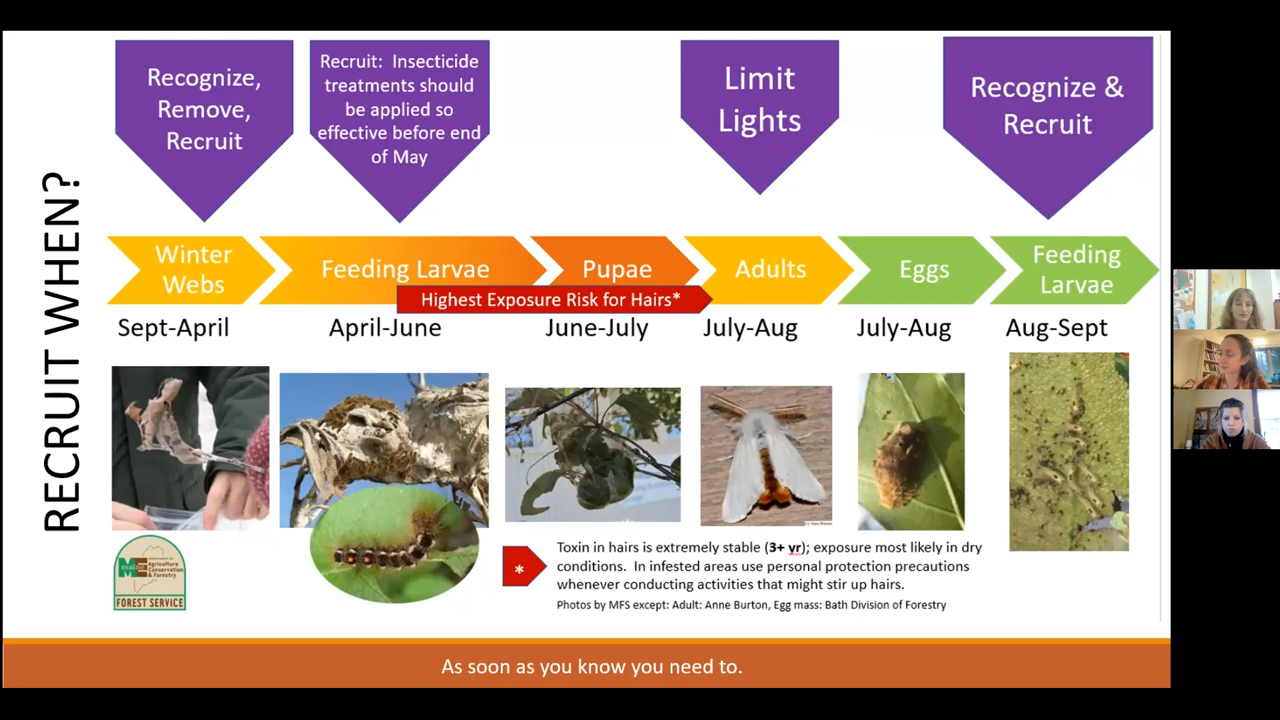 RECRUIT WHEN?
Recognize,
Remove,
Recruit
Recruit: Insecticide
treatments should
be applied so
effective before end
of May
Limit
Lights
Recognize &
Recruit
Winter
Webs
Feeding Larvae
Pupae
Adults
Eggs
Feeding
Larvae
Highest Exposure Risk for Hairs*
Sept-April
April-June
June-July
July-Aug
July-Aug
Aug-Sept
Agriculture
Conservation
& Forestry
FOREST SERVICE
*
Toxin in hairs is extremely stable (3+ yr); exposure most likely in dry
conditions. In infested areas use personal protection precautions
whenever conducting activities that might stir up hairs.
Photos by MFS except: Adult: Anne Burton, Egg mass: Bath Division of Forestry
As soon as you know you need to.